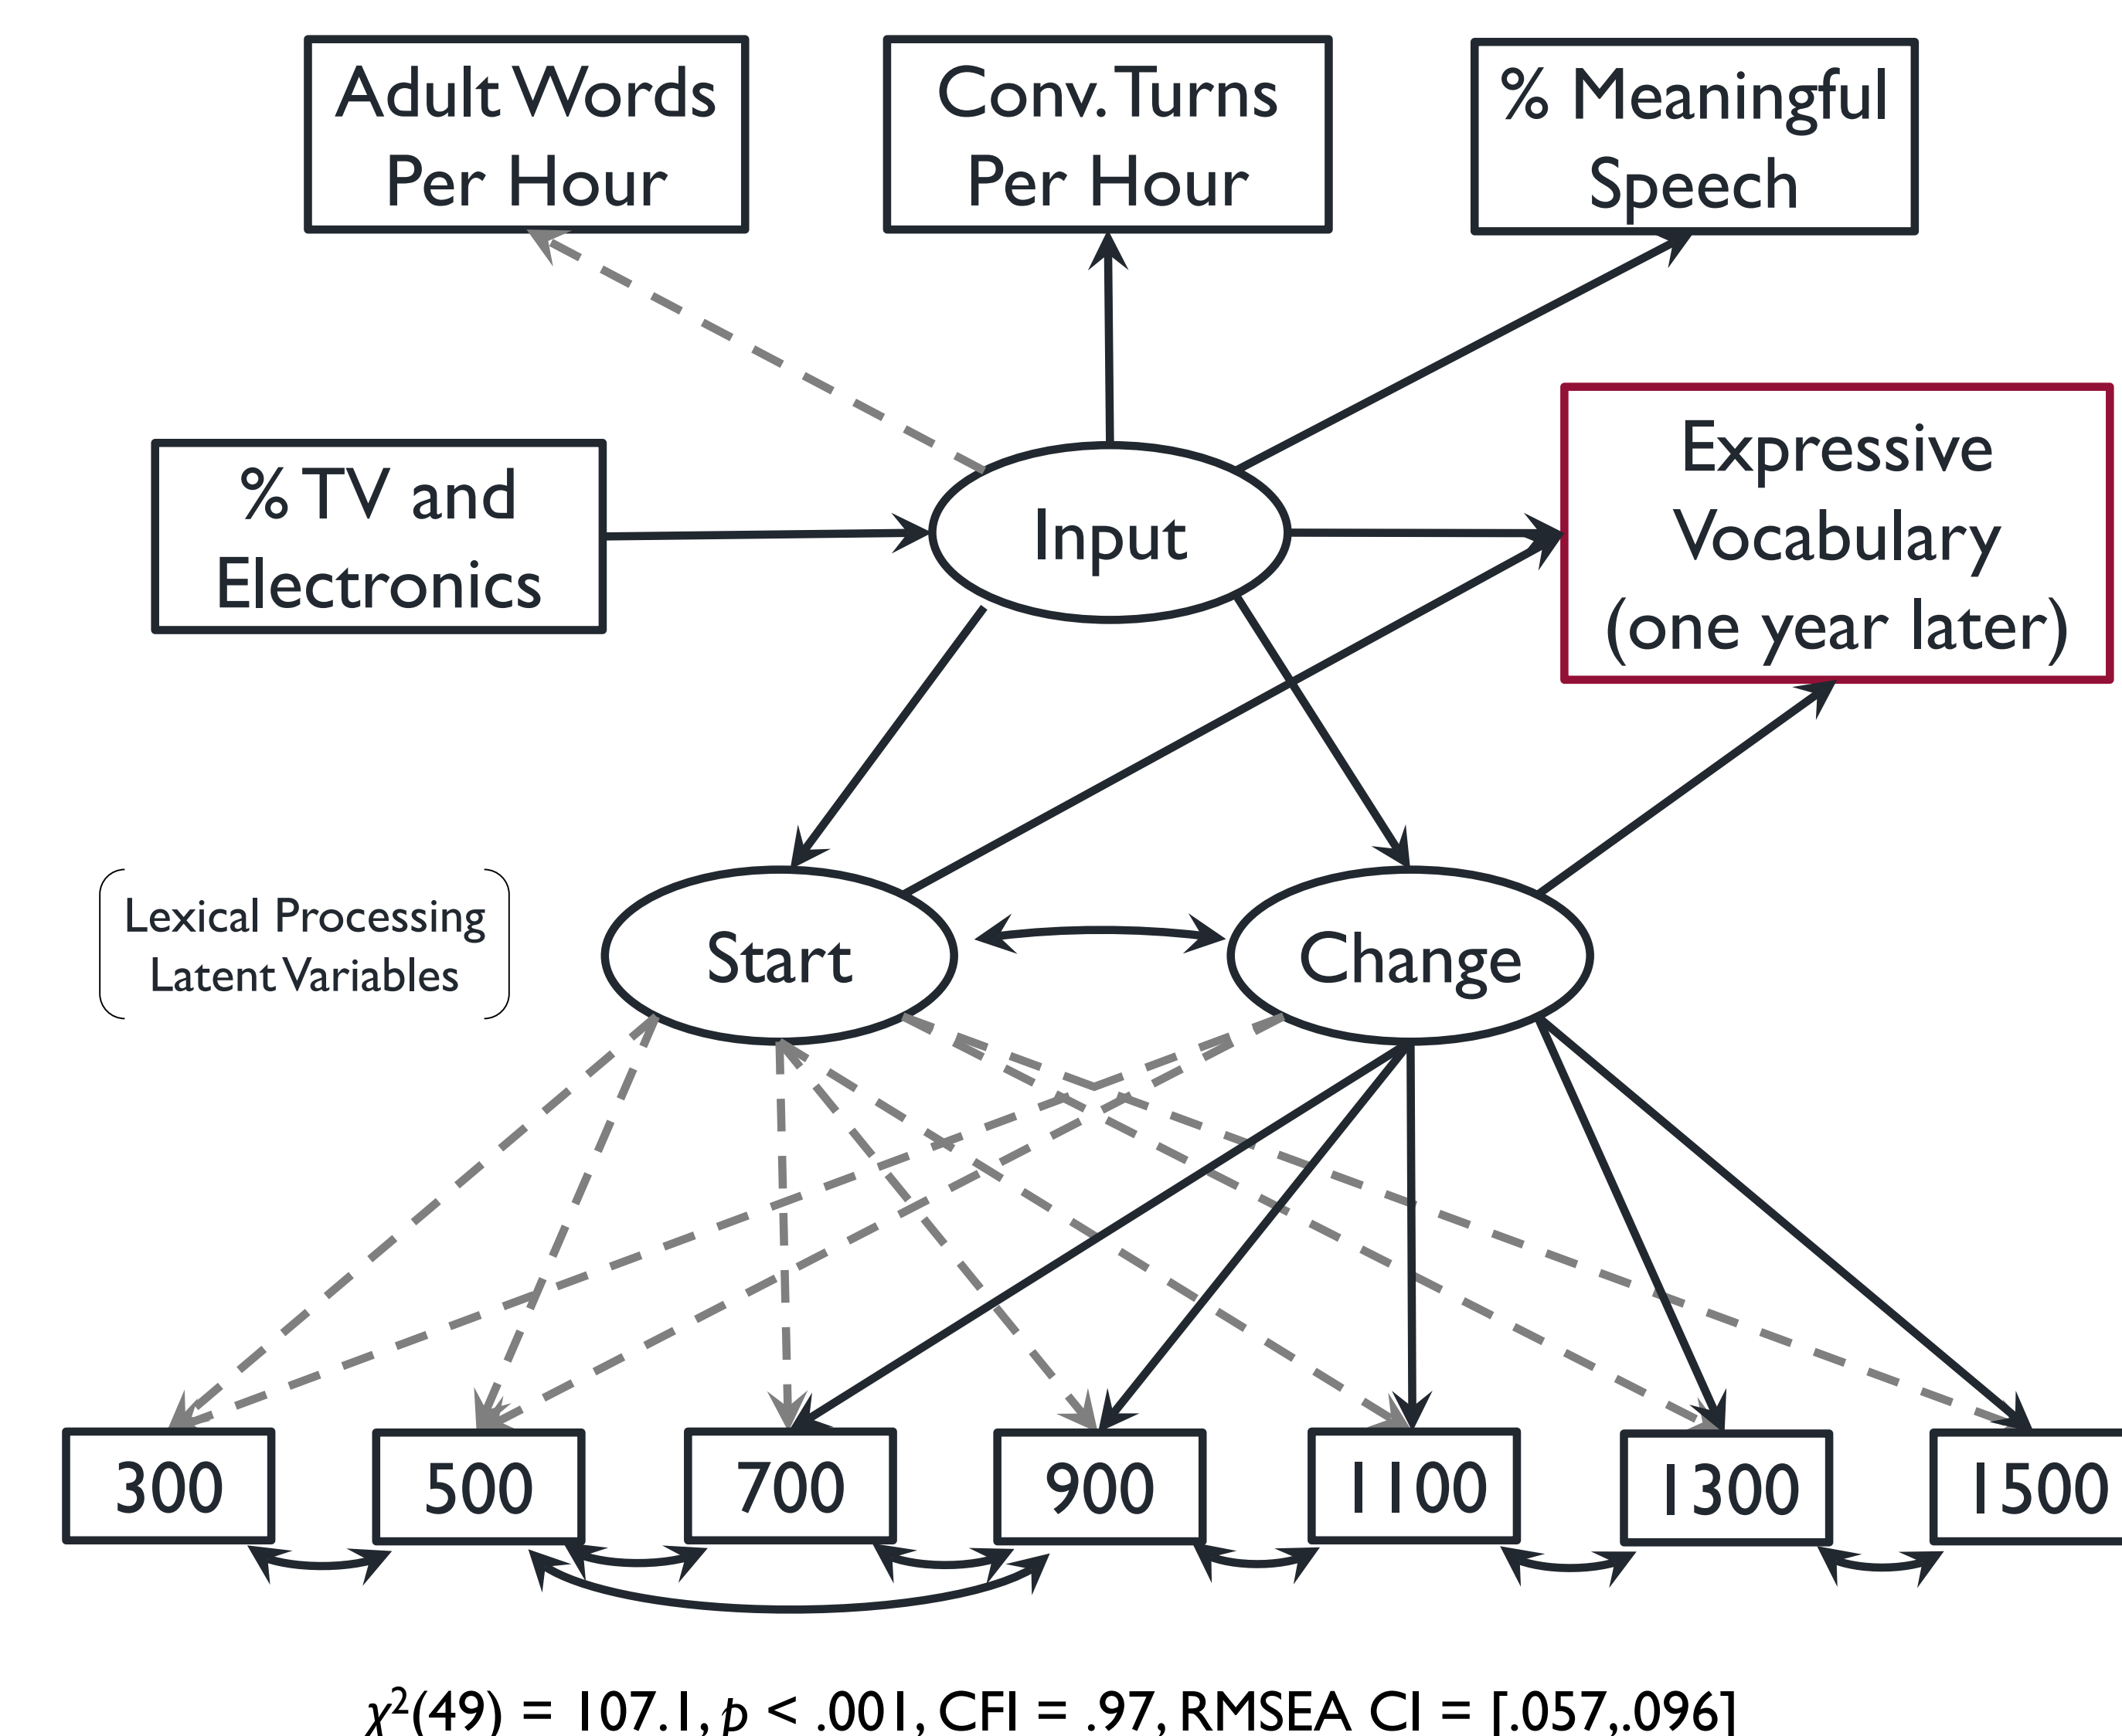 Adult Words
Per Hour
Conv. Turns
Per Hour
% Meaningful
Speech
% TV and
Electronics
Input
Expressive
Vocabulary
(one year later)
Lexical Processing
Latent Variables
Start
Change
300
500
700
900
1100
1300
1500
χ²(49) = 107.1, p < .001, CFI = .97, RMSEA CI = [.057,.096]